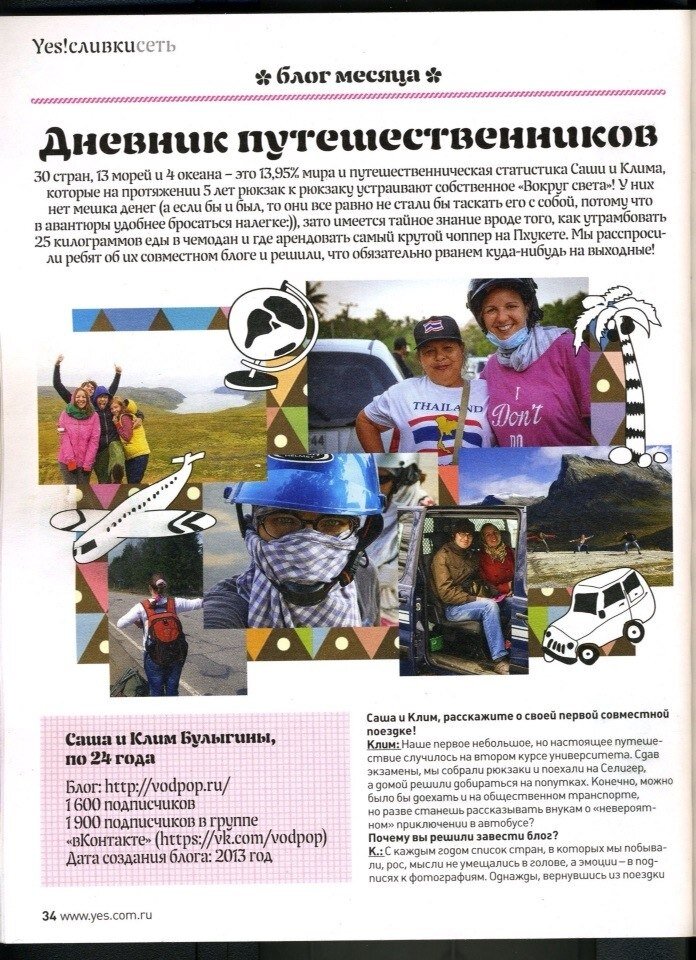 Yes!сливкисеть
блог месяца
Дневник путешественников
30 стран, 13 морей и 4 океана – это 13,95% мира и путешественническая статистика Саши и Клима,
которые на протяжении 5 лет рюкзак к рюкзаку устраивают собственное «Вокруг света»! У них
нет мешка денег (а если бы и был, то они все равно не стали бы таскать его с собой, потому что
в авантюры удобнее бросаться налегке:)), зато имеется тайное знание вроде того, как утрамбовать
25 килограммов еды в чемодан и где арендовать самый крутой чоппер на Пхукете. Мы расспроси-
ли ребят об их совместном блоге и решили, что обязательно рванем куда-нибудь на выходные!
THAILAND
I
Don't
DO
44
Саша и Клим Булыгины,
по 24 года
Блог: http://vodpop.ru/
1 600 подписчиков
1 900 подписчиков в группе
«вКонтакте» (https://vk.com/vodpop)
Дата создания блога: 2013 год
Саша и Клим, расскажите о своей первой совместной
поездке!
Клим: Наше первое небольшое, но настоящее путеше-
ствие случилось на втором курсе университета. Сдав
экзамены, мы собрали рюкзаки и поехали на Селигер,
а домой решили добираться на попутках. Конечно, можно
было бы доехать и на общественном транспорте,
но разве станешь рассказывать внукам о «невероят-
ном» приключении в автобусе?
Почему вы решили завести блог?
К.: С каждым годом список стран, в которых мы побыва-
ли, рос, мысли не умещались в голове, а эмоции – в под-
писях к фотографиям. Однажды, вернувшись из поездки
34 www.yes.com.ru